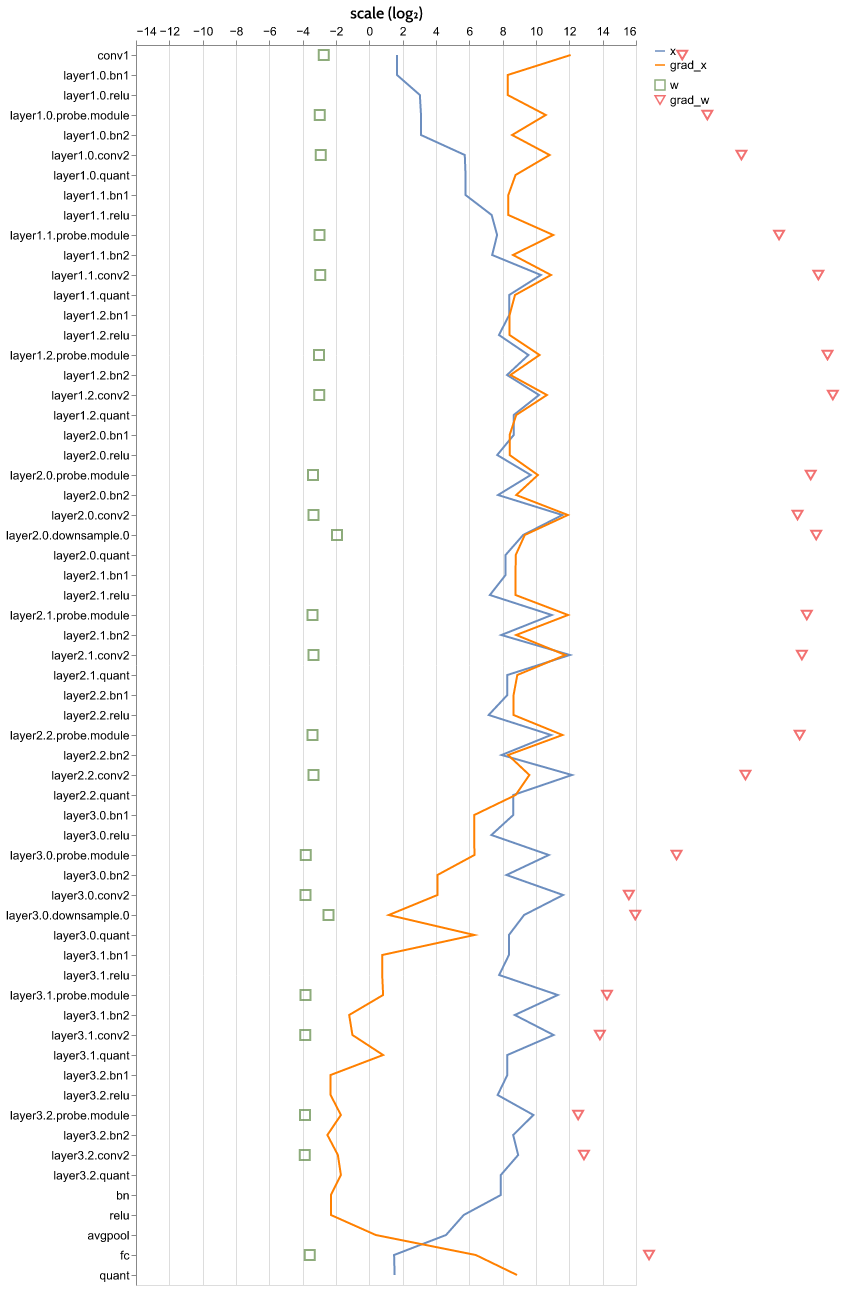 scale (log₂)
−14 −12 −10 −8 −6 −4 −2 0 2 4 6 8 10 12 14 16
x
grad_x
w
grad_w
conv1
layer1.0.bn1
layer1.0.relu
layer1.0.probe.module
layer1.0.bn2
layer1.0.conv2
layer1.0.quant
layer1.1.bn1
layer1.1.relu
layer1.1.probe.module
layer1.1.bn2
layer1.1.conv2
layer1.1.quant
layer1.2.bn1
layer1.2.relu
layer1.2.probe.module
layer1.2.bn2
layer1.2.conv2
layer1.2.quant
layer2.0.bn1
layer2.0.relu
layer2.0.probe.module
layer2.0.bn2
layer2.0.conv2
layer2.0.downsample.0
layer2.0.quant
layer2.1.bn1
layer2.1.relu
layer2.1.probe.module
layer2.1.bn2
layer2.1.conv2
layer2.1.quant
layer2.2.bn1
layer2.2.relu
layer2.2.probe.module
layer2.2.bn2
layer2.2.conv2
layer2.2.quant
layer3.0.bn1
layer3.0.relu
layer3.0.probe.module
layer3.0.bn2
layer3.0.conv2
layer3.0.downsample.0
layer3.0.quant
layer3.1.bn1
layer3.1.relu
layer3.1.probe.module
layer3.1.bn2
layer3.1.conv2
layer3.1.quant
layer3.2.bn1
layer3.2.relu
layer3.2.probe.module
layer3.2.bn2
layer3.2.conv2
layer3.2.quant
bn
relu
avgpool
fc
quant